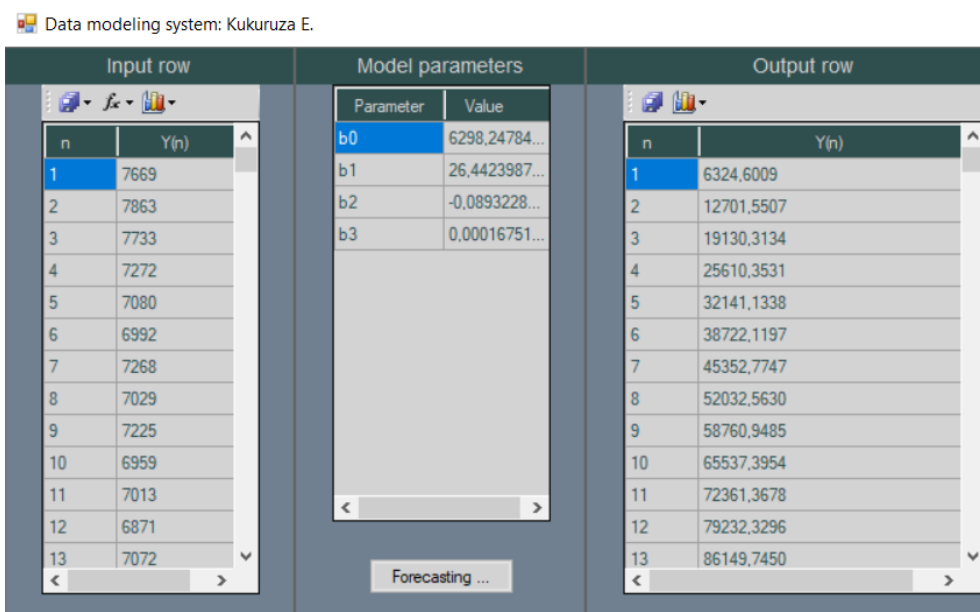 Data modeling system: Kukuruza E.
Input row
Model parameters
Output row
n Y(n)
1 7669
2 7863
3 7733
4 7272
5 7080
6 6992
7 7268
8 7029
9 7225
10 6959
11 7013
12 6871
13 7072
Parameter Value
b0 6298,24784...
b1 26,4423987...
b2 -0,0893228...
b3 0,00016751...
Forecasting ...
n Y(n)
1 6324,6009
2 12701,5507
3 19130,3134
4 25610,3531
5 32141,1338
6 38722,1197
7 45352,7747
8 52032,5630
9 58760,9485
10 65537,3954
11 72361,3678
12 79232,3296
13 86149,7450